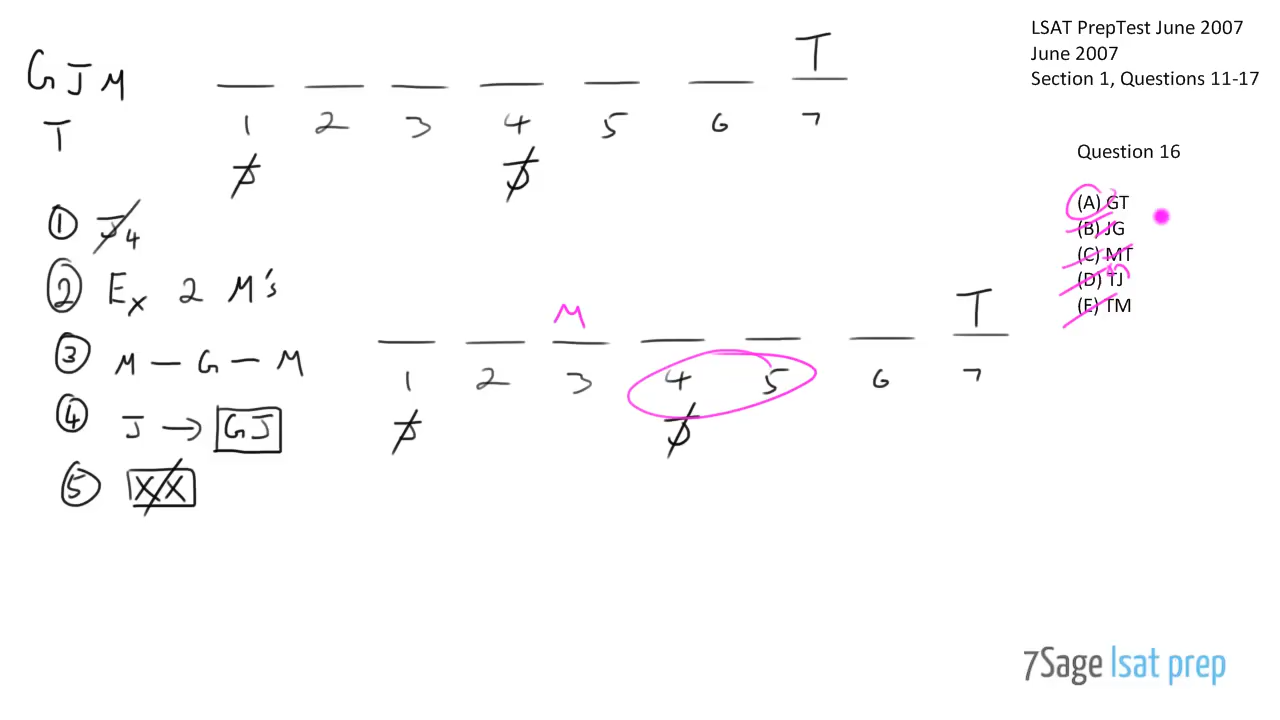 LSAT PrepTest June 2007
June 2007
Section 1, Questions 11-17
G J M T
T 1 2 3 4 5 6 7
J J
① J4
② Ex 2 M's
③ M — G — M
④ J → GJ
⑤ XX
M T
1 2 3 4 5 6 7
J J
Question 16
(A) GT
(B) JG
(C) MT
(D) TJ
(E) TM
7Sage lsat prep